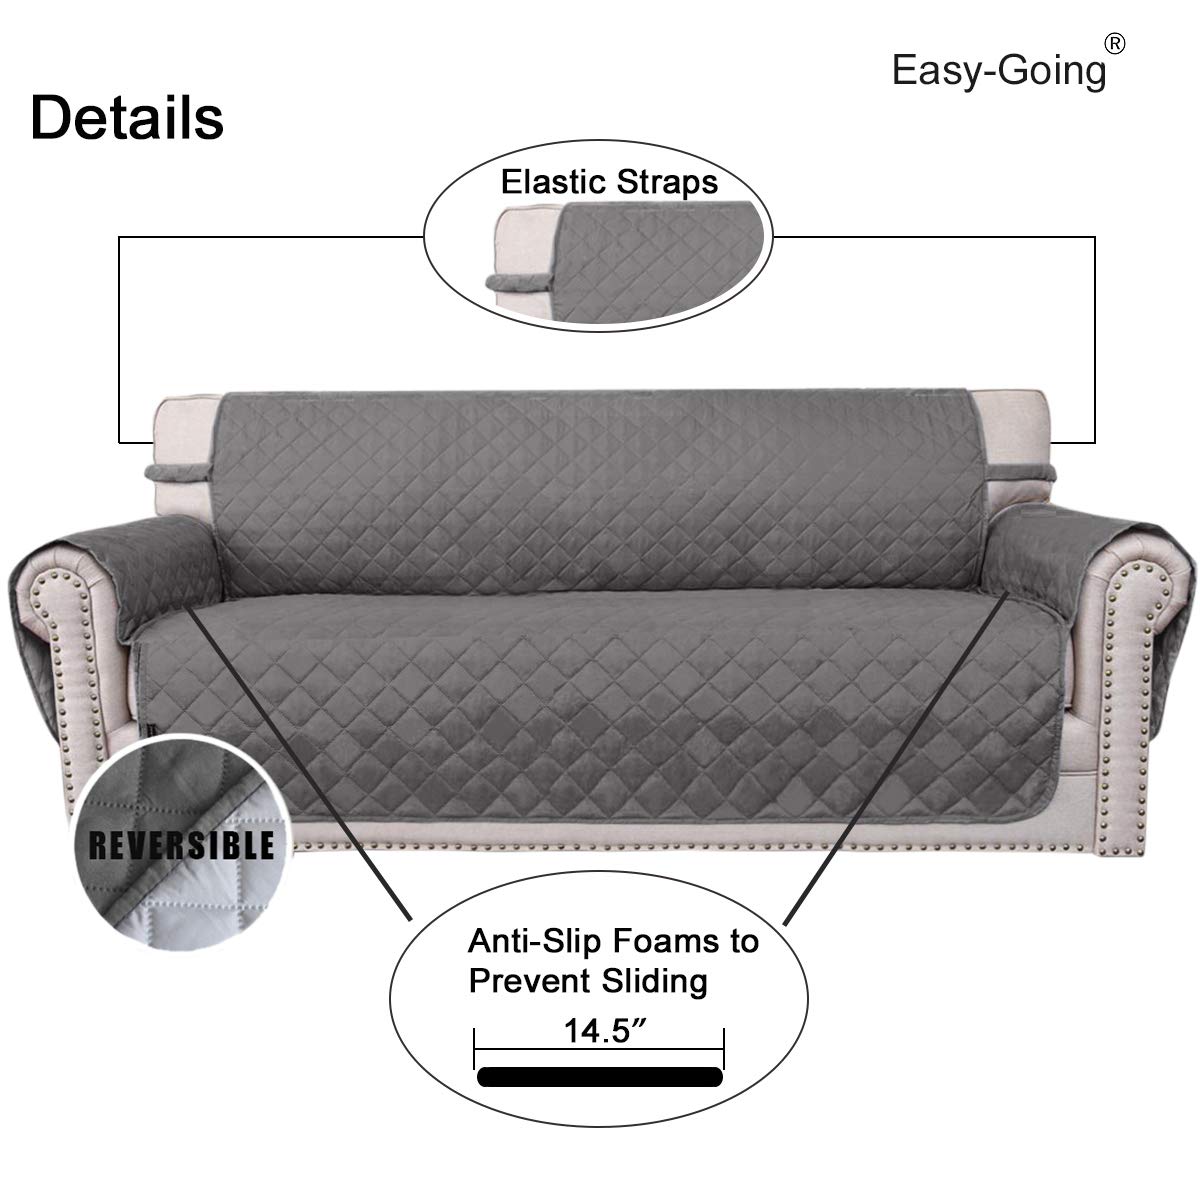 Easy-Going®
Details
Elastic Straps
REVERSIBLE
Anti-Slip Foams to
Prevent Sliding
14.5″